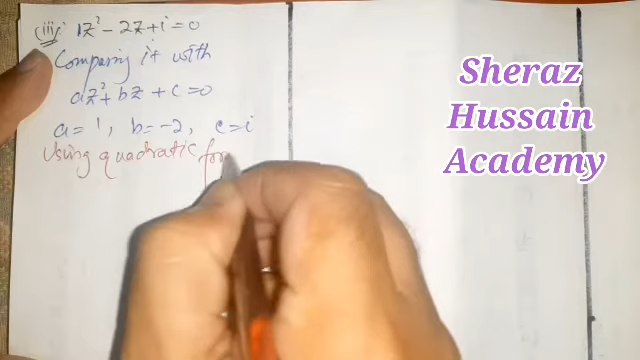 (iii) 1z² - 2z + i = 0
Comparing it with
az² + bz + c = 0
a = 1, b = -2, c = i
Using quadratic for
Sheraz
Hussain
Academy